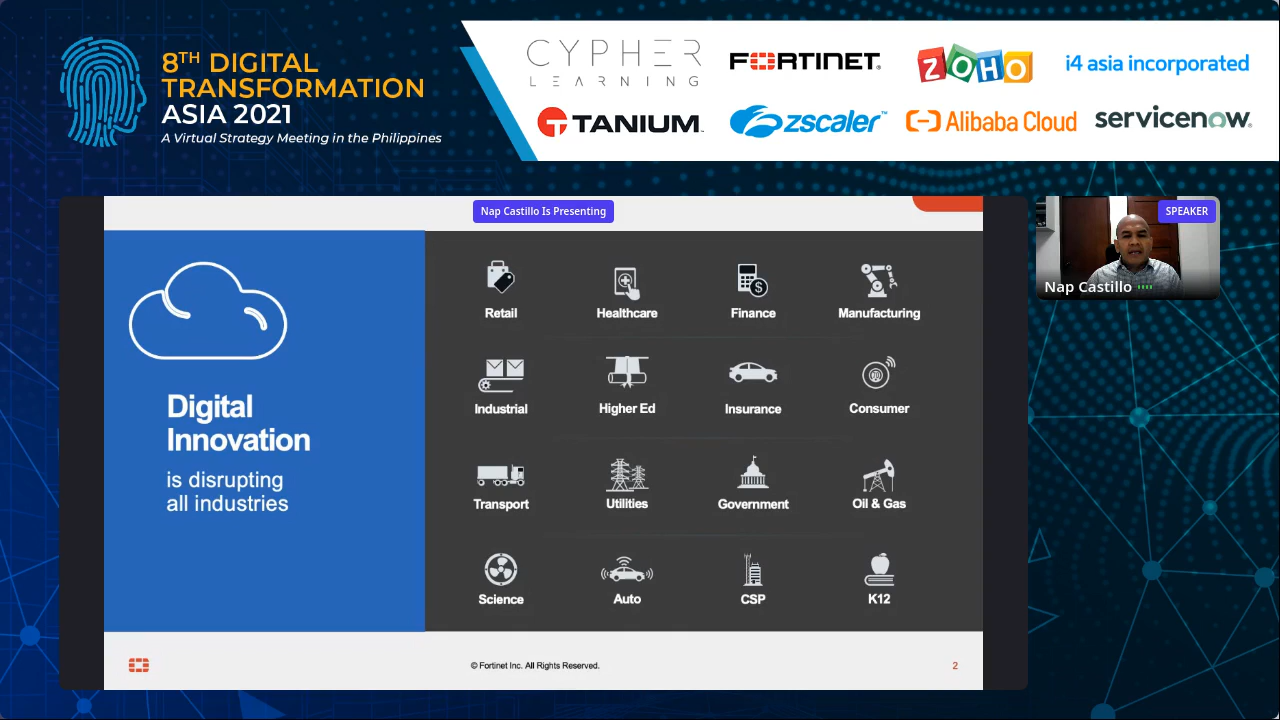 8TH DIGITAL
TRANSFORMATION
ASIA 2021
A Virtual Strategy Meeting in the Philippines
CYPHER
LEARNING
FORTINET®
ZOHO
i4 asia incorporated
TANIUM™
zscaler™
Alibaba Cloud
servicenow®
Nap Castillo Is Presenting
SPEAKER
Nap Castillo
Digital
Innovation
is disrupting
all industries
Retail
Healthcare
Finance
Manufacturing
Industrial
Higher Ed
Insurance
Consumer
Transport
Utilities
Government
Oil & Gas
Science
Auto
CSP
K12
© Fortinet Inc. All Rights Reserved.
2